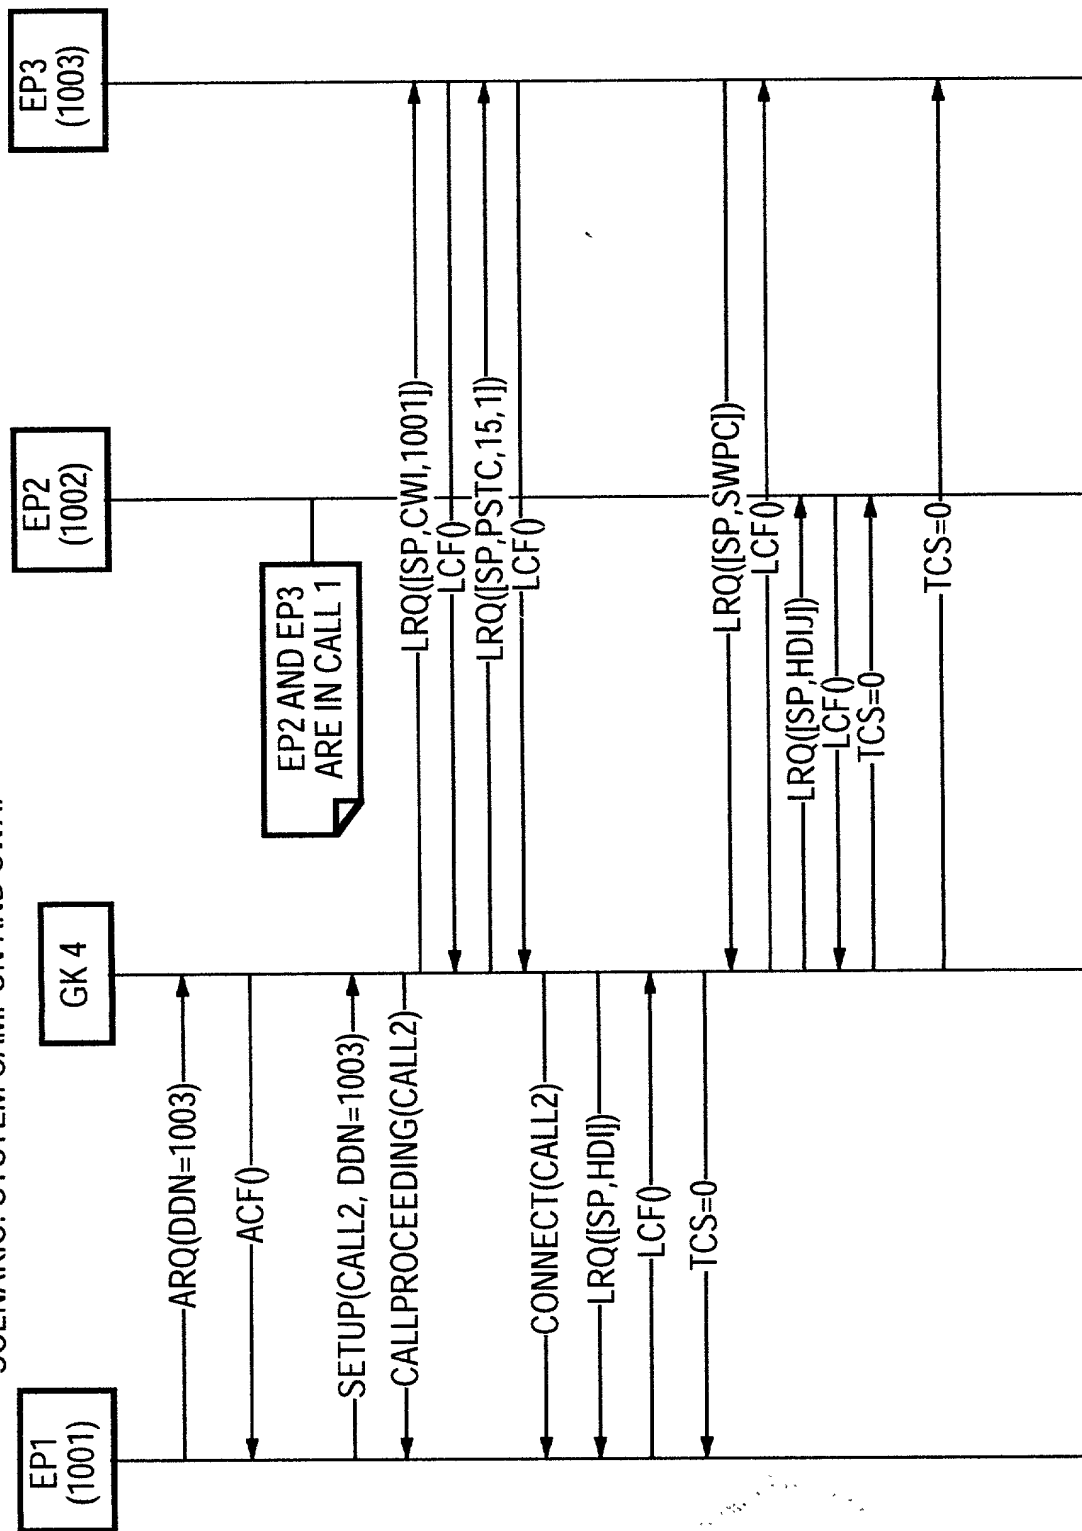 EP1
(1001)
GK 4
EP2
(1002)
EP3
(1003)
EP2 AND EP3
ARE IN CALL 1
ARQ(DDN=1003)
ACF()
SETUP(CALL2, DDN=1003)
CALLPROCEEDING(CALL2)
LRQ([SP,CWI,1001])
LCF()
LRQ([SP,PSTC,15,1])
LCF()
CONNECT(CALL2)
LRQ([SP,HDI])
LCF()
TCS=0
LRQ([SP,SWPC])
LCF()
LRQ([SP,HDIJ)
LCF()
TCS=0
TCS=0